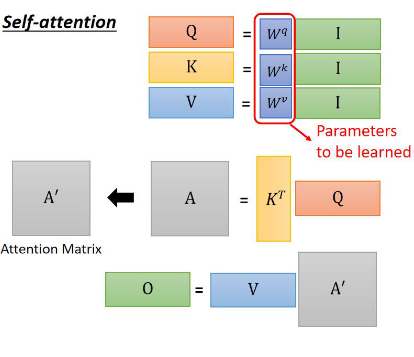 Self-attention
Q = W^q I
K = W^k I
V = W^v I
Parameters
to be learned
A′ A = K^T Q
Attention Matrix
O = V A′